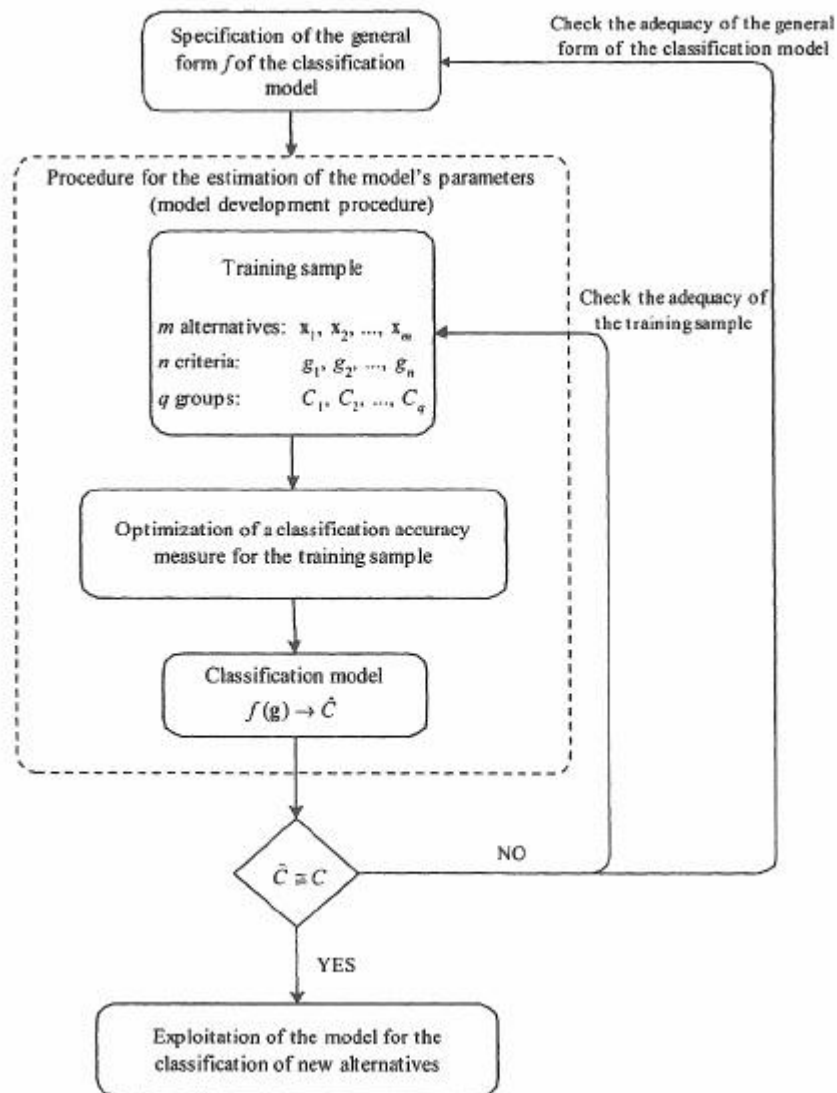 Specification of the general
form f of the classification
model
Check the adequacy of the general
form of the classification model
Procedure for the estimation of the model's parameters
(model development procedure)
Training sample
m alternatives: x₁, x₂, ..., xₘ
n criteria: g₁, g₂, ..., gₙ
q groups: C₁, C₂, ..., C_q
Check the adequacy of
the training sample
Optimization of a classification accuracy
measure for the training sample
Classification model
f(g) → Ĉ
Ĉ ≅ C
NO
YES
Exploitation of the model for the
classification of new alternatives